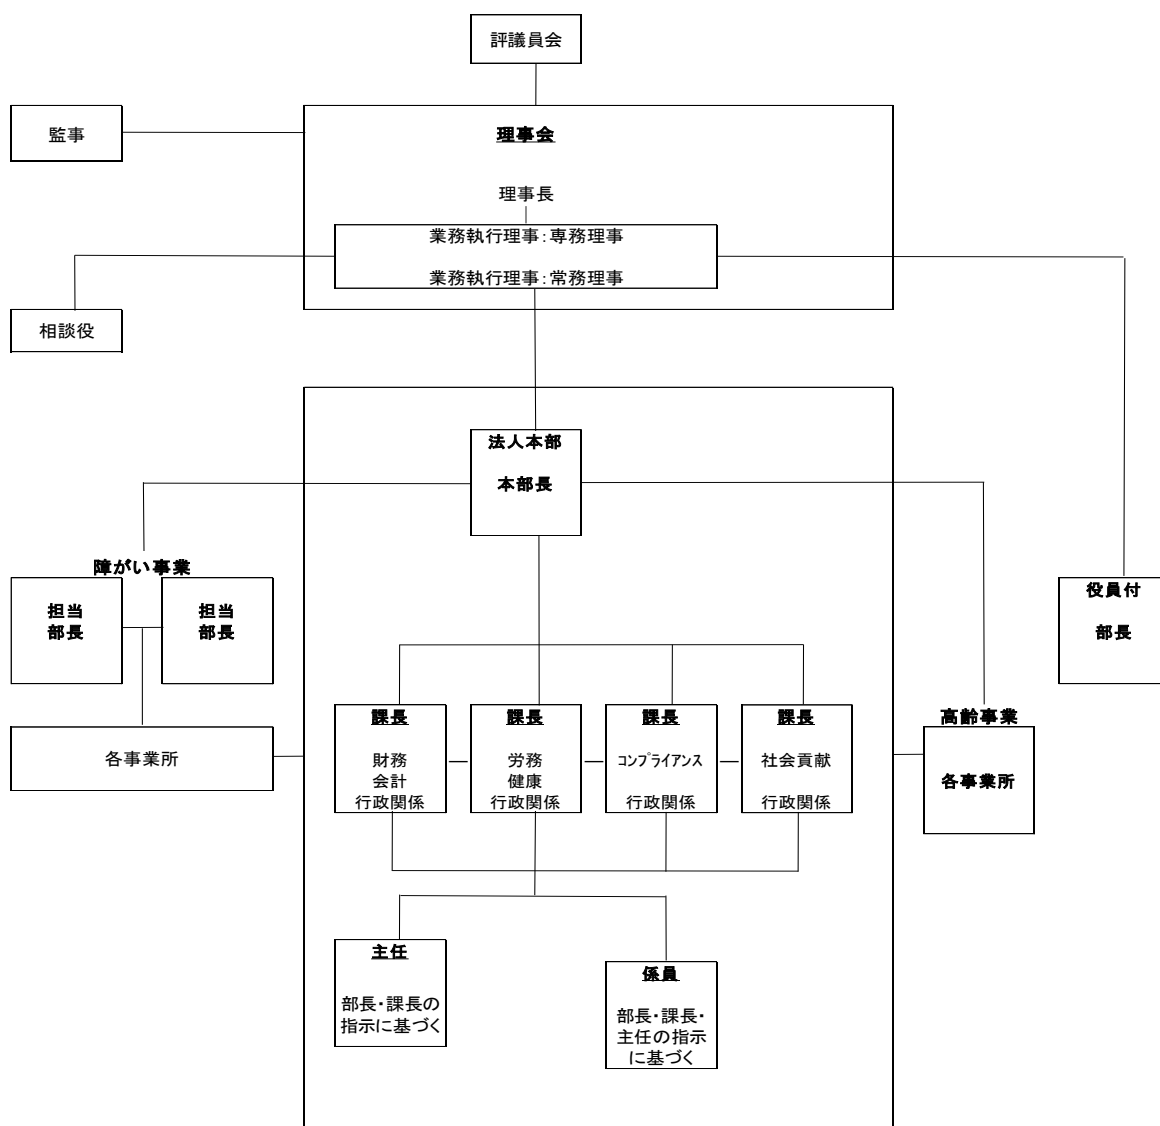 評議員会
監事
理事会
理事長
業務執行理事：専務理事
業務執行理事：常務理事
相談役
法人本部
本部長
障がい事業
担当
部長
担当
部長
役員付
部長
各事業所
課長
財務
会計
行政関係
課長
労務
健康
行政関係
課長
ｺﾝﾌﾟﾗｲｱﾝｽ
行政関係
課長
社会貢献
行政関係
高齢事業
各事業所
主任
部長・課長の
指示に基づく
係員
部長・課長・
主任の指示
に基づく